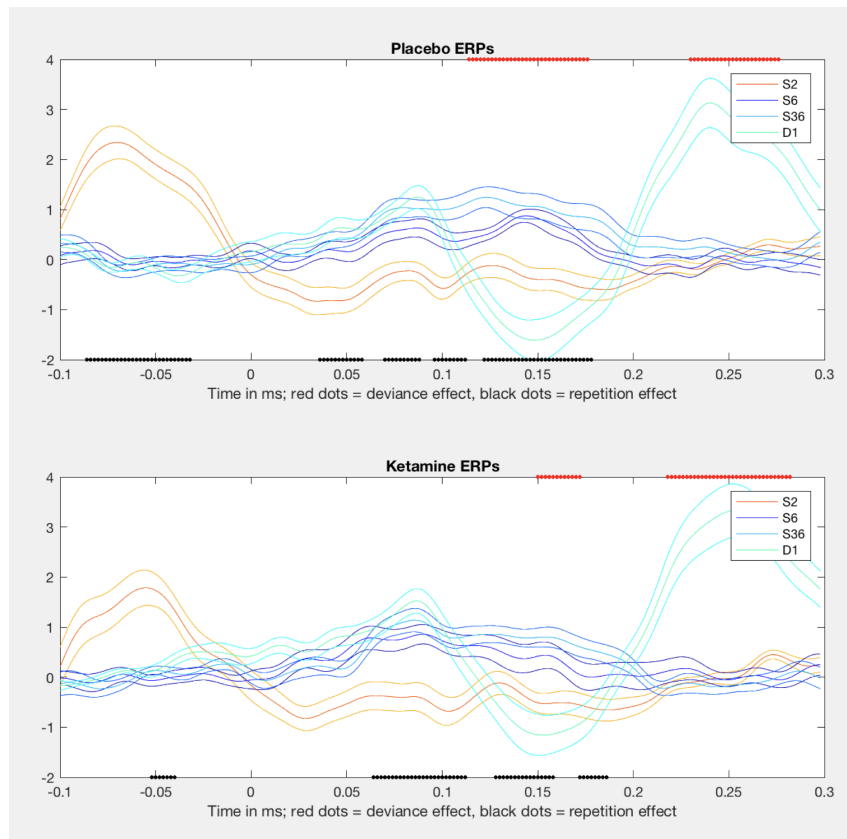 Placebo ERPs
4
3
2
1
0
-1
-2
-0.1 -0.05 0 0.05 0.1 0.15 0.2 0.25 0.3
S2
S6
S36
D1
Time in ms; red dots = deviance effect, black dots = repetition effect
Ketamine ERPs
4
3
2
1
0
-1
-2
-0.1 -0.05 0 0.05 0.1 0.15 0.2 0.25 0.3
S2
S6
S36
D1
Time in ms; red dots = deviance effect, black dots = repetition effect